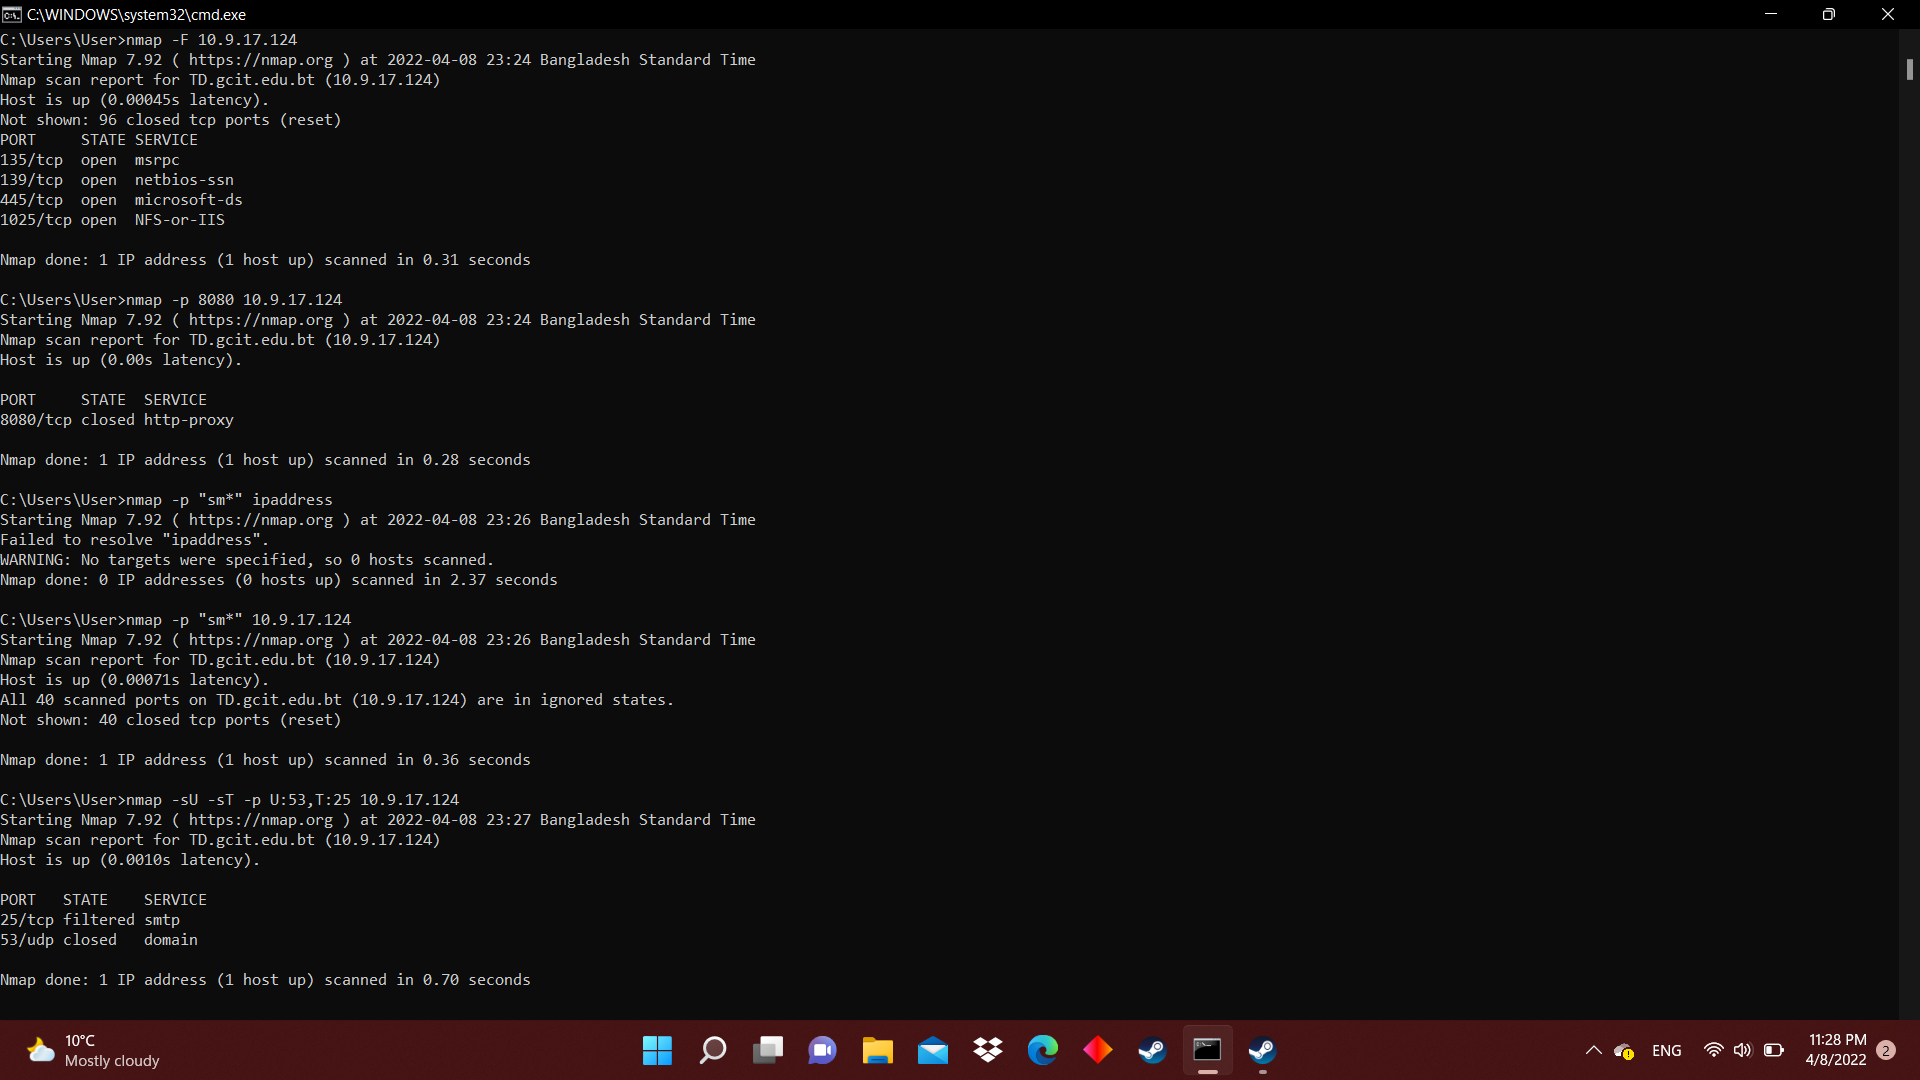 C:\WINDOWS\system32\cmd.exe
C:\Users\User>nmap -F 10.9.17.124
Starting Nmap 7.92 ( https://nmap.org ) at 2022-04-08 23:24 Bangladesh Standard Time
Nmap scan report for TD.gcit.edu.bt (10.9.17.124)
Host is up (0.00045s latency).
Not shown: 96 closed tcp ports (reset)
PORT     STATE SERVICE
135/tcp  open  msrpc
139/tcp  open  netbios-ssn
445/tcp  open  microsoft-ds
1025/tcp open  NFS-or-IIS
Nmap done: 1 IP address (1 host up) scanned in 0.31 seconds
C:\Users\User>nmap -p 8080 10.9.17.124
Starting Nmap 7.92 ( https://nmap.org ) at 2022-04-08 23:24 Bangladesh Standard Time
Nmap scan report for TD.gcit.edu.bt (10.9.17.124)
Host is up (0.00s latency).
PORT     STATE  SERVICE
8080/tcp closed http-proxy
Nmap done: 1 IP address (1 host up) scanned in 0.28 seconds
C:\Users\User>nmap -p "sm*" ipaddress
Starting Nmap 7.92 ( https://nmap.org ) at 2022-04-08 23:26 Bangladesh Standard Time
Failed to resolve "ipaddress".
WARNING: No targets were specified, so 0 hosts scanned.
Nmap done: 0 IP addresses (0 hosts up) scanned in 2.37 seconds
C:\Users\User>nmap -p "sm*" 10.9.17.124
Starting Nmap 7.92 ( https://nmap.org ) at 2022-04-08 23:26 Bangladesh Standard Time
Nmap scan report for TD.gcit.edu.bt (10.9.17.124)
Host is up (0.00071s latency).
All 40 scanned ports on TD.gcit.edu.bt (10.9.17.124) are in ignored states.
Not shown: 40 closed tcp ports (reset)
Nmap done: 1 IP address (1 host up) scanned in 0.36 seconds
C:\Users\User>nmap -sU -sT -p U:53,T:25 10.9.17.124
Starting Nmap 7.92 ( https://nmap.org ) at 2022-04-08 23:27 Bangladesh Standard Time
Nmap scan report for TD.gcit.edu.bt (10.9.17.124)
Host is up (0.0010s latency).
PORT   STATE    SERVICE
25/tcp filtered smtp
53/udp closed   domain
Nmap done: 1 IP address (1 host up) scanned in 0.70 seconds
10°C
Mostly cloudy
ENG
11:28 PM
4/8/2022
2